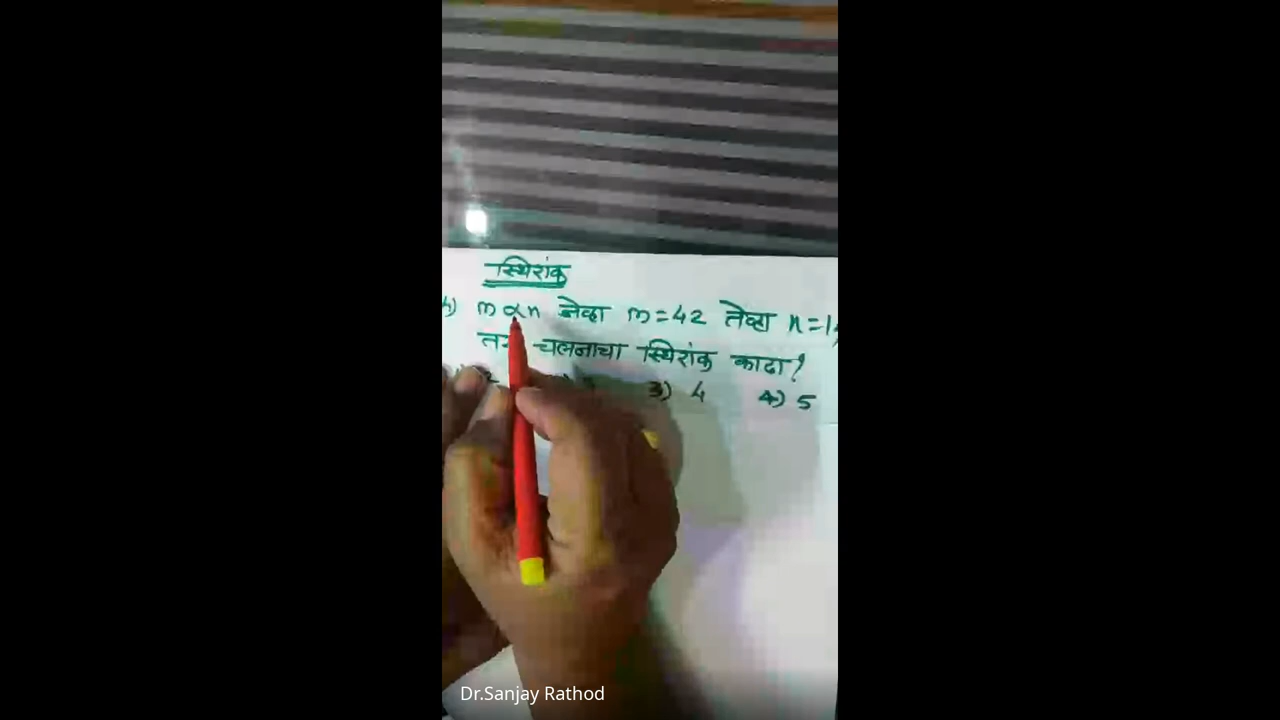 स्थिरांक
m ∝ n जेव्हा m=42 तेव्हा n=1
चलनाचा स्थिरांक काढा?
3) 4 4) 5
Dr.Sanjay Rathod